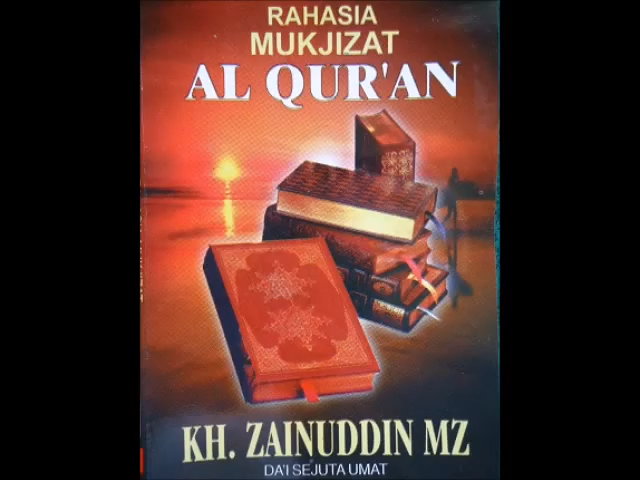 RAHASIA
MUKJIZAT
AL QUR'AN
KH. ZAINUDDIN MZ
DA'I SEJUTA UMAT